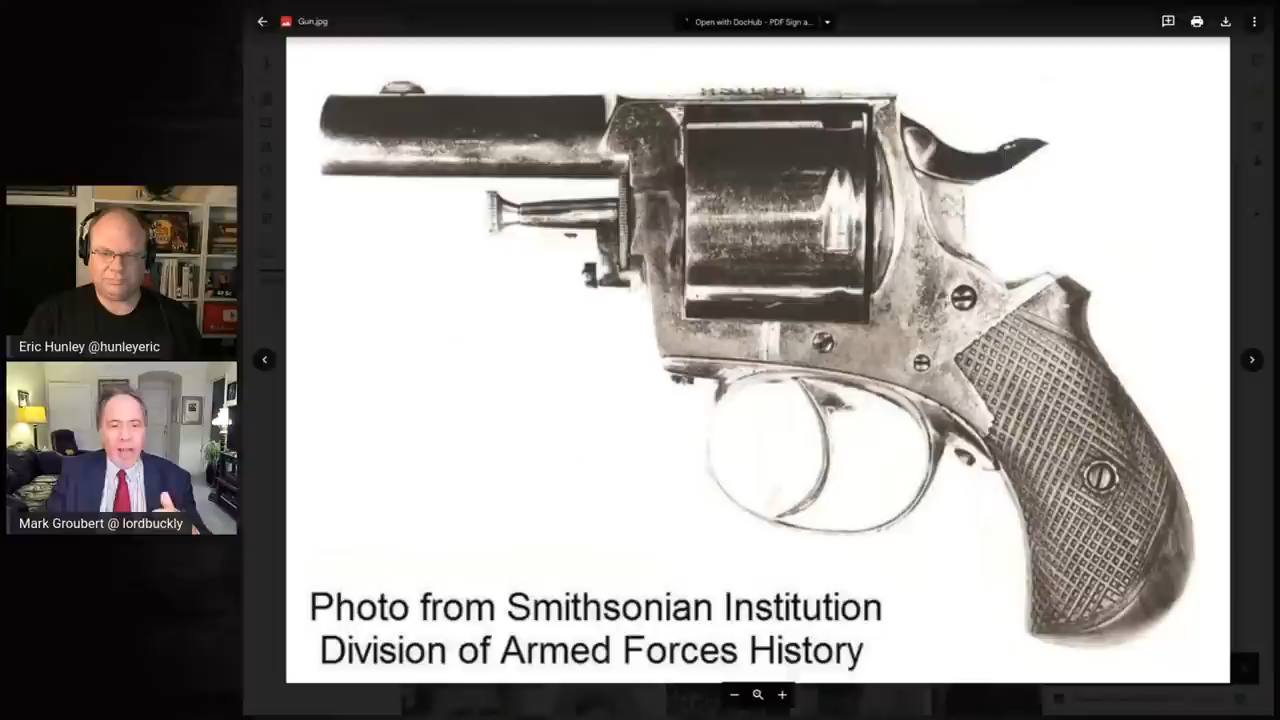 Gun.jpg
Open with DocHub - PDF Sign a...
Eric Hunley @hunleyeric
Mark Groubert @ lordbuckly
Photo from Smithsonian Institution
Division of Armed Forces History